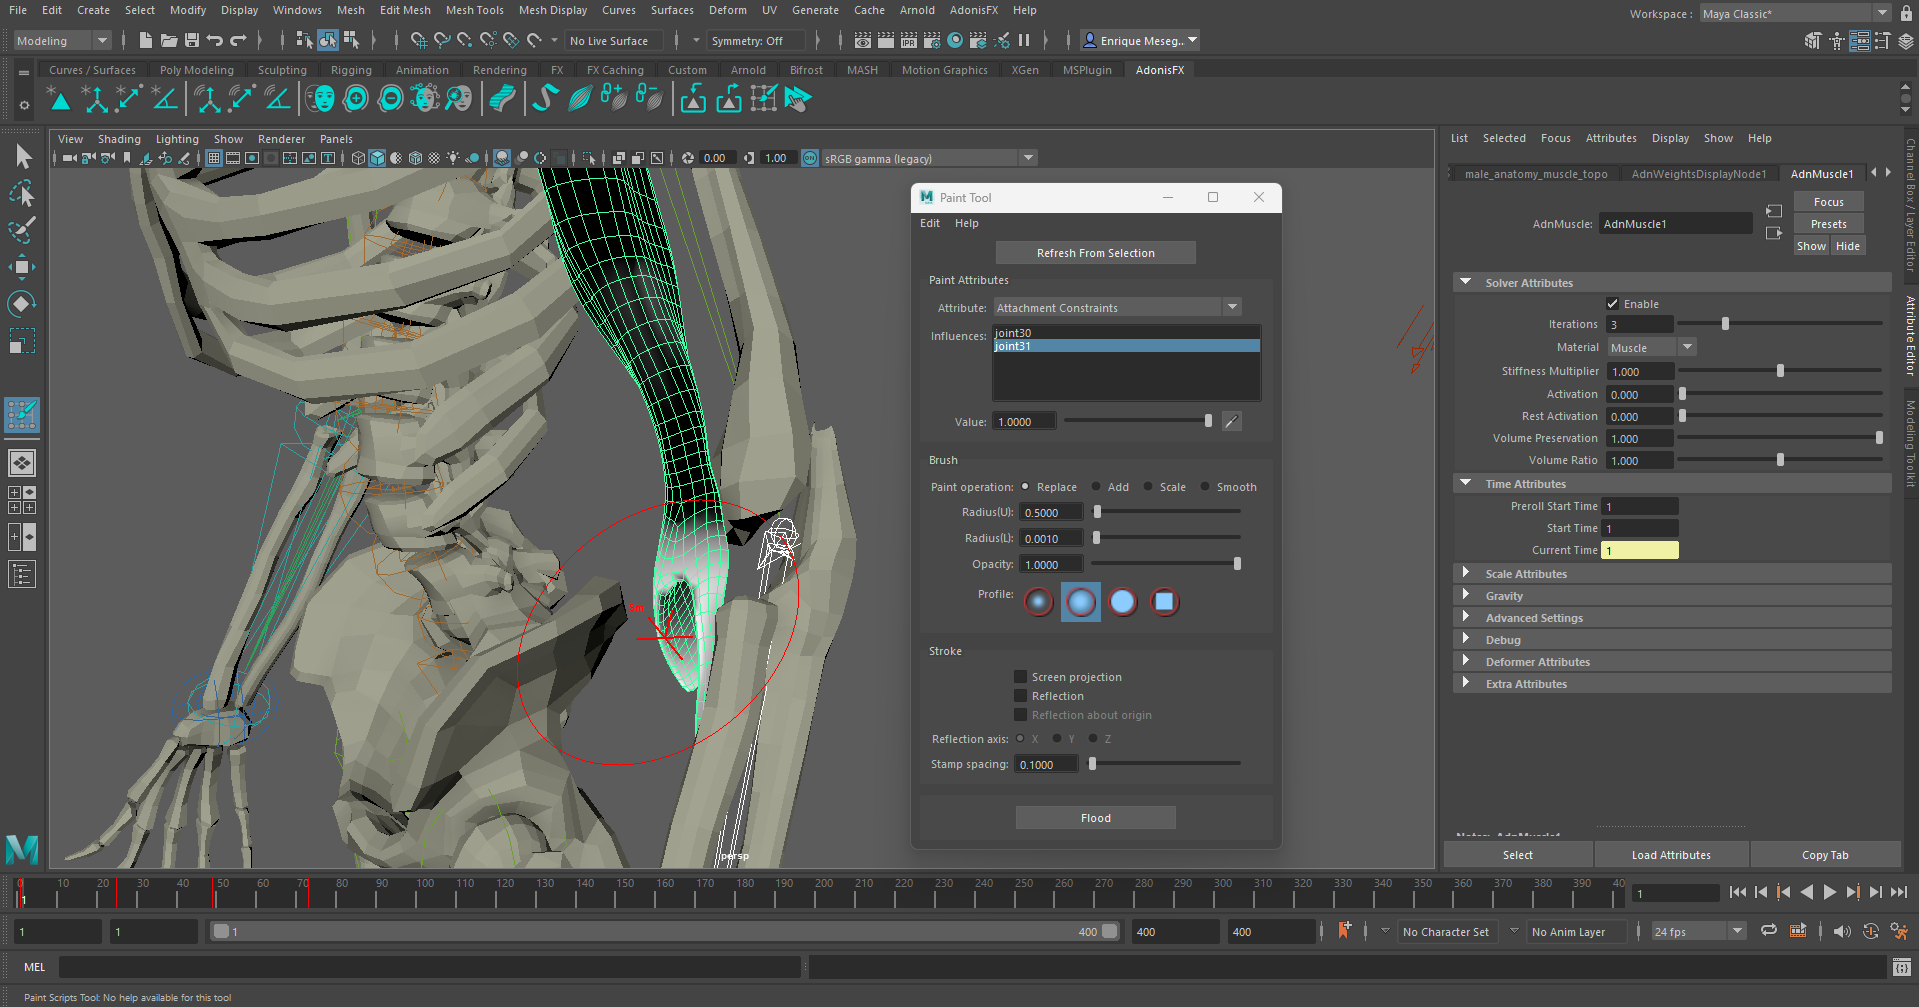 File Edit Create Select Modify Display Windows Mesh Edit Mesh Mesh Tools Mesh Display Curves Surfaces Deform UV Generate Cache Arnold AdonisFX Help
Workspace : Maya Classic*
Modeling No Live Surface Symmetry: Off IPR Enrique Meseg...
Curves / Surfaces Poly Modeling Sculpting Rigging Animation Rendering FX FX Caching Custom Arnold Bifrost MASH Motion Graphics XGen MSPlugin AdonisFX
View Shading Lighting Show Renderer Panels
0.00 1.00 ON sRGB gamma (legacy)
persp
Paint Tool
Edit Help
Refresh From Selection
Paint Attributes
Attribute: Attachment Constraints
Influences: joint30
joint31
Value: 1.0000
Brush
Paint operation: Replace Add Scale Smooth
Radius(U): 0.5000
Radius(L): 0.0010
Opacity: 1.0000
Profile:
Stroke
Screen projection
Reflection
Reflection about origin
Reflection axis: X Y Z
Stamp spacing: 0.1000
Flood
List Selected Focus Attributes Display Show Help
male_anatomy_muscle_topo AdnWeightsDisplayNode1 AdnMuscle1
AdnMuscle: AdnMuscle1
Focus
Presets
Show Hide
Solver Attributes
Enable
Iterations 3
Material Muscle
Stiffness Multiplier 1.000
Activation 0.000
Rest Activation 0.000
Volume Preservation 1.000
Volume Ratio 1.000
Time Attributes
Preroll Start Time 1
Start Time 1
Current Time 1
Scale Attributes
Gravity
Advanced Settings
Debug
Deformer Attributes
Extra Attributes
Notes: AdnMuscle1
Select Load Attributes Copy Tab
Channel Box / Layer Editor
Attribute Editor
Modeling Toolkit
0 10 20 30 40 50 60 70 80 90 100 110 120 130 140 150 160 170 180 190 200 210 220 230 240 250 260 270 280 290 300 310 320 330 340 350 360 370 380 390 40
1
1
1 1 1 400 400 400 No Character Set No Anim Layer 24 fps
MEL
Paint Scripts Tool: No help available for this tool